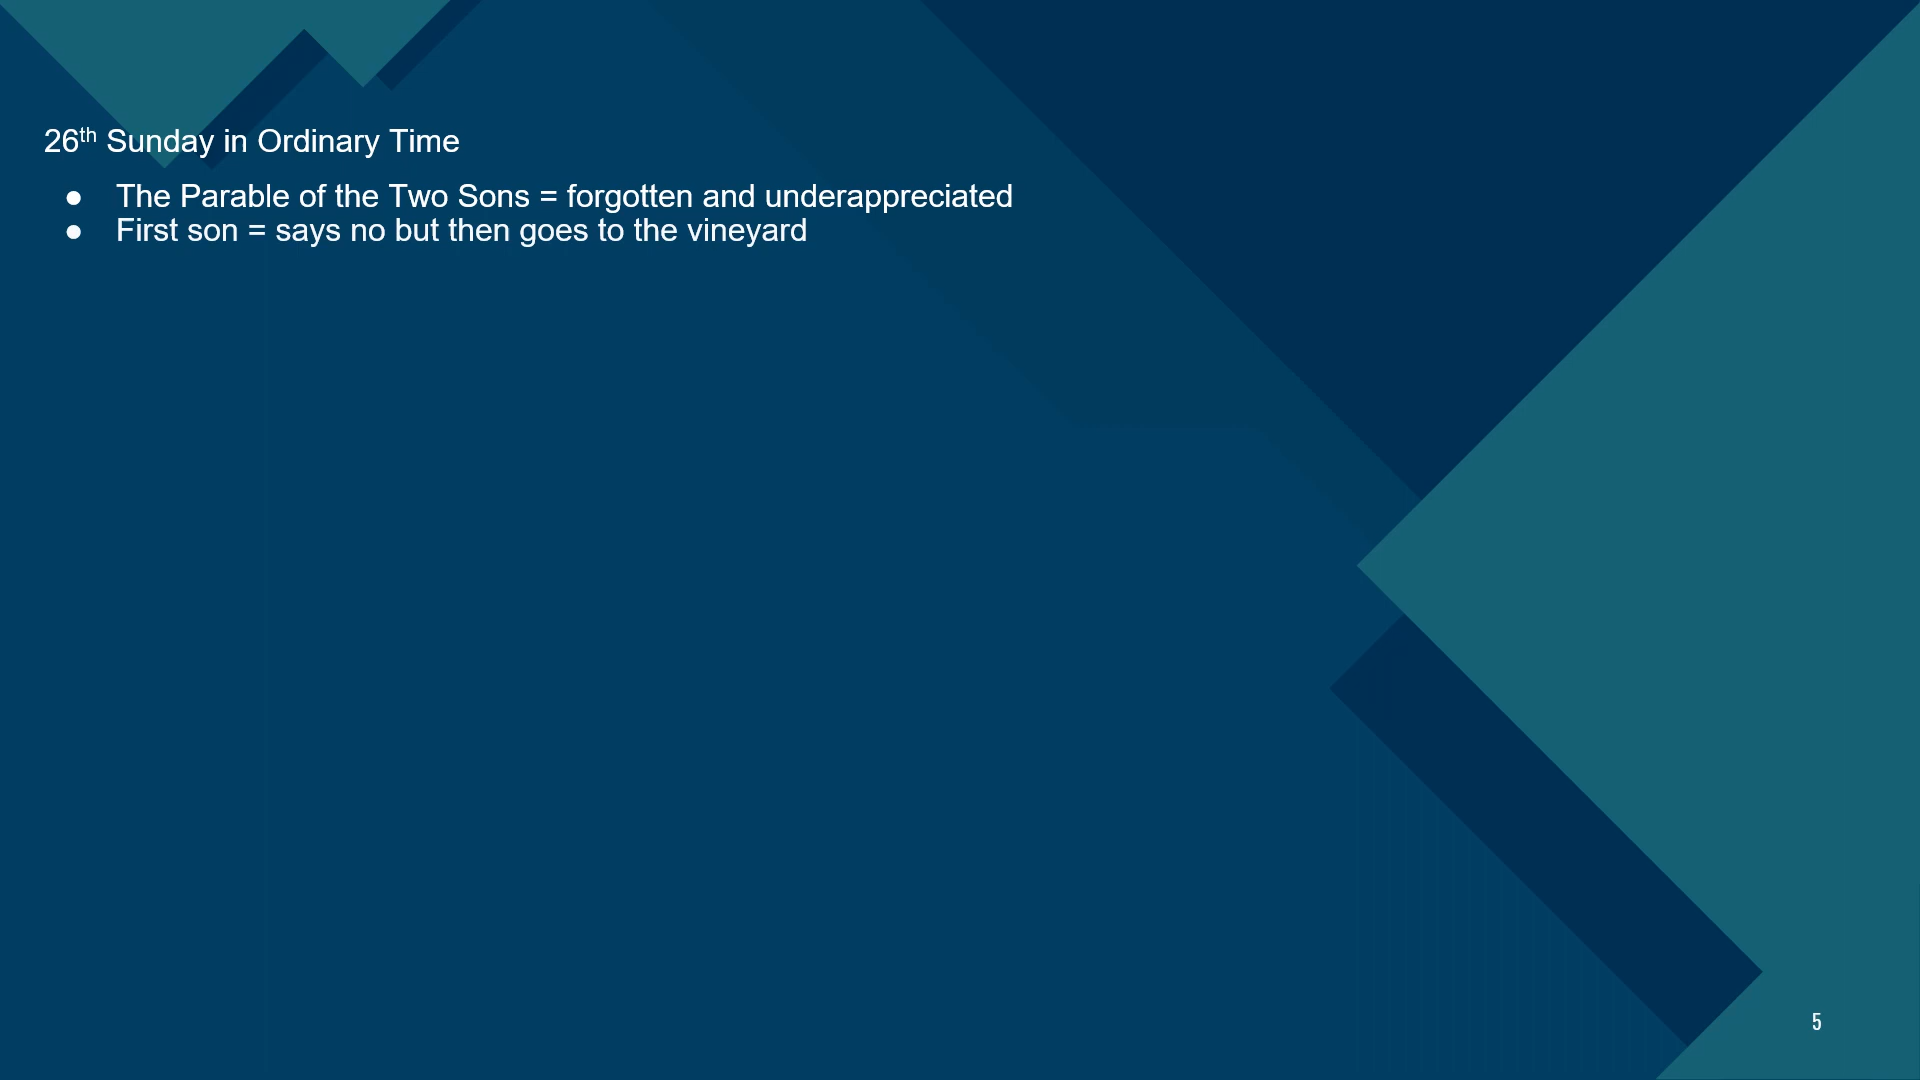 26th Sunday in Ordinary Time
● The Parable of the Two Sons = forgotten and underappreciated
● First son = says no but then goes to the vineyard
5